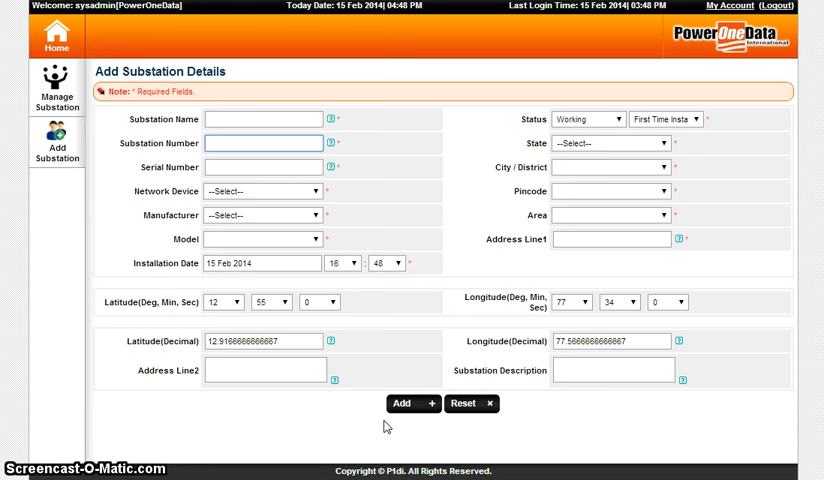 Welcome: sysadmin[PowerOneData] Today Date: 15 Feb 2014| 04:48 PM Last Login Time: 15 Feb 2014| 03:48 PM My Account (Logout)
Home
PowerOneData
International
Manage Substation
Add Substation
Add Substation Details
Note: * Required Fields.
Substation Name ? * Status Working First Time Insta *
Substation Number ? * State --Select-- *
Serial Number ? * City / District *
Network Device --Select-- * Pincode *
Manufacturer --Select-- * Area *
Model * Address Line1 ? *
Installation Date 15 Feb 2014 16 : 48 *
Latitude(Deg, Min, Sec) 12 55 0 Longitude(Deg, Min, Sec) 77 34 0
Latitude(Decimal) 12.9166666666667 ? Longitude(Decimal) 77.5666666666667 ?
Address Line2 ? Substation Description ?
Add + Reset ×
Copyright © P1di. All Rights Reserved.
Screencast-O-Matic.com